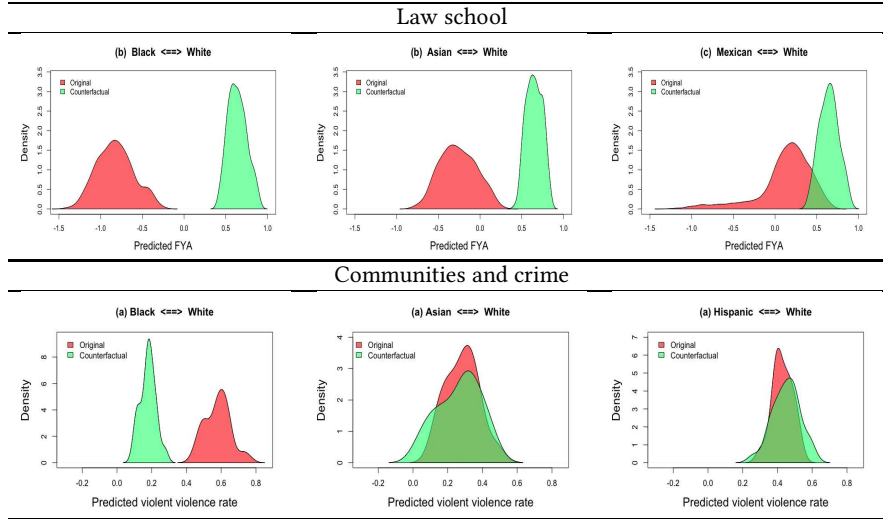 Law school
(b) Black <==> White
(b) Asian <==> White
(c) Mexican <==> White
Original
Counterfactual
Original
Counterfactual
Original
Counterfactual
Density
0.0 0.5 1.0 1.5 2.0 2.5 3.0 3.5
-1.5 -1.0 -0.5 0.0 0.5 1.0
Predicted FYA
Density
0.0 0.5 1.0 1.5 2.0 2.5 3.0 3.5
-1.5 -1.0 -0.5 0.0 0.5 1.0
Predicted FYA
Density
0.0 0.5 1.0 1.5 2.0 2.5 3.0 3.5
-1.5 -1.0 -0.5 0.0 0.5 1.0
Predicted FYA
Communities and crime
(a) Black <==> White
(a) Asian <==> White
(a) Hispanic <==> White
Original
Counterfactual
Original
Counterfactual
Original
Counterfactual
Density
0 2 4 6 8
-0.2 0.0 0.2 0.4 0.6 0.8
Predicted violent violence rate
Density
0 1 2 3 4
-0.2 0.0 0.2 0.4 0.6 0.8
Predicted violent violence rate
Density
0 1 2 3 4 5 6 7
-0.2 0.0 0.2 0.4 0.6 0.8
Predicted violent violence rate